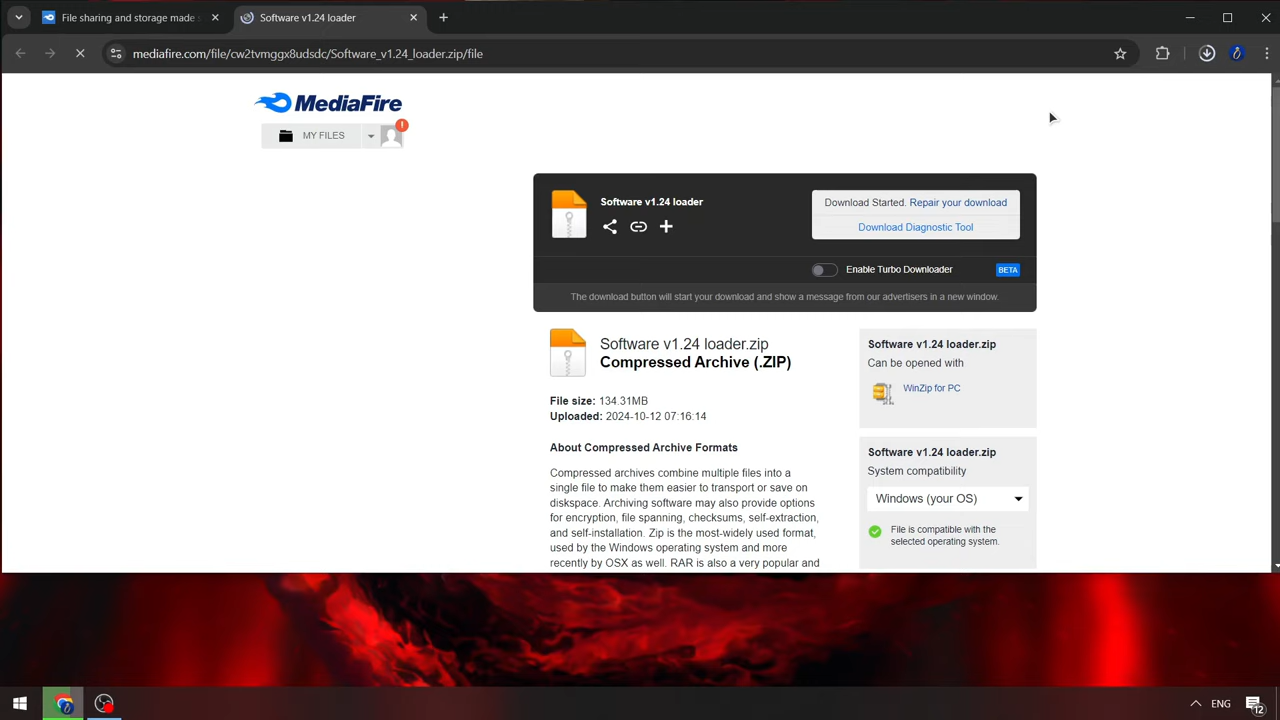 File sharing and storage made s
Software v1.24 loader
mediafire.com/file/cw2tvmggx8udsdc/Software_v1.24_loader.zip/file
MediaFire
MY FILES
!
Software v1.24 loader
Download Started. Repair your download
Download Diagnostic Tool
Enable Turbo Downloader
BETA
The download button will start your download and show a message from our advertisers in a new window.
Software v1.24 loader.zip
Compressed Archive (.ZIP)
File size: 134.31MB
Uploaded: 2024-10-12 07:16:14
About Compressed Archive Formats
Compressed archives combine multiple files into a
single file to make them easier to transport or save on
diskspace. Archiving software may also provide options
for encryption, file spanning, checksums, self-extraction,
and self-installation. Zip is the most-widely used format,
used by the Windows operating system and more
recently by OSX as well. RAR is also a very popular and
Software v1.24 loader.zip
Can be opened with
WinZip for PC
Software v1.24 loader.zip
System compatibility
Windows (your OS)
File is compatible with the
selected operating system.
ENG
12